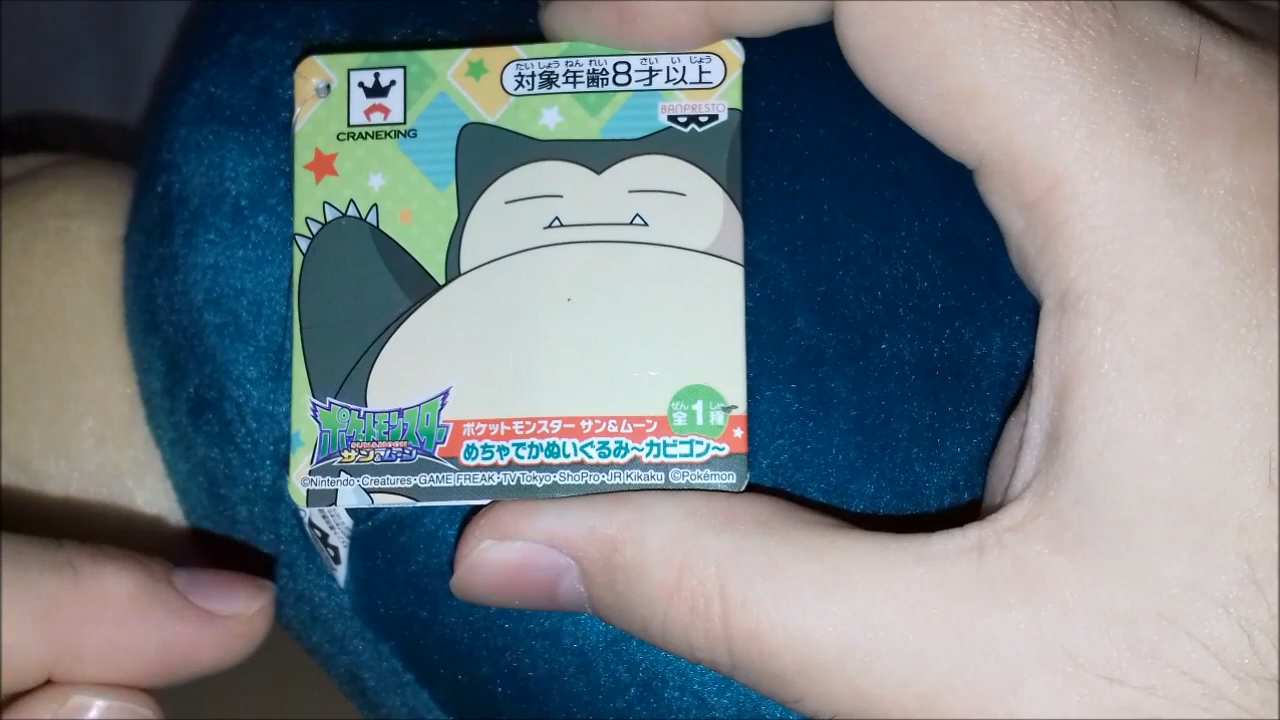 たいしょうねんれい さい いじょう
対象年齢8才以上
CRANEKING
BANPRESTO
ぜん しゅ
全1種
ポケットモンスター
SUN&MOON
サン&ムーン
ポケットモンスター サン&ムーン
めちゃでかぬいぐるみ～カビゴン～
©Nintendo・Creatures・GAME FREAK・TV Tokyo・ShoPro・JR Kikaku ©Pokémon